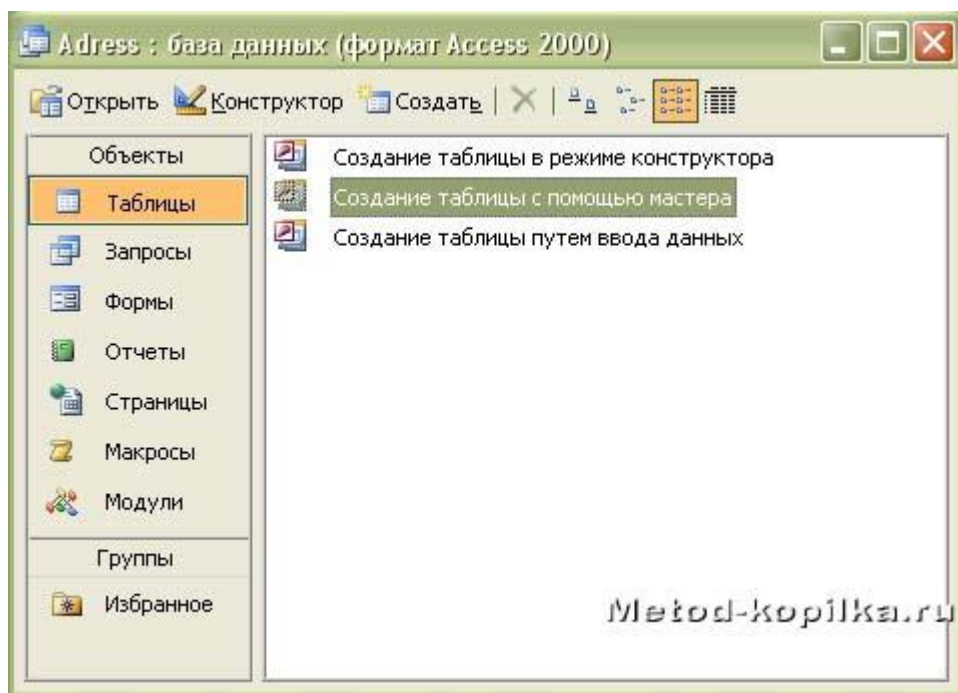 Adress : база данных (формат Access 2000)
Открыть Конструктор Создать
Объекты
Таблицы
Запросы
Формы
Отчеты
Страницы
Макросы
Модули
Группы
Избранное
Создание таблицы в режиме конструктора
Создание таблицы с помощью мастера
Создание таблицы путем ввода данных
Metod-kopilka.ru